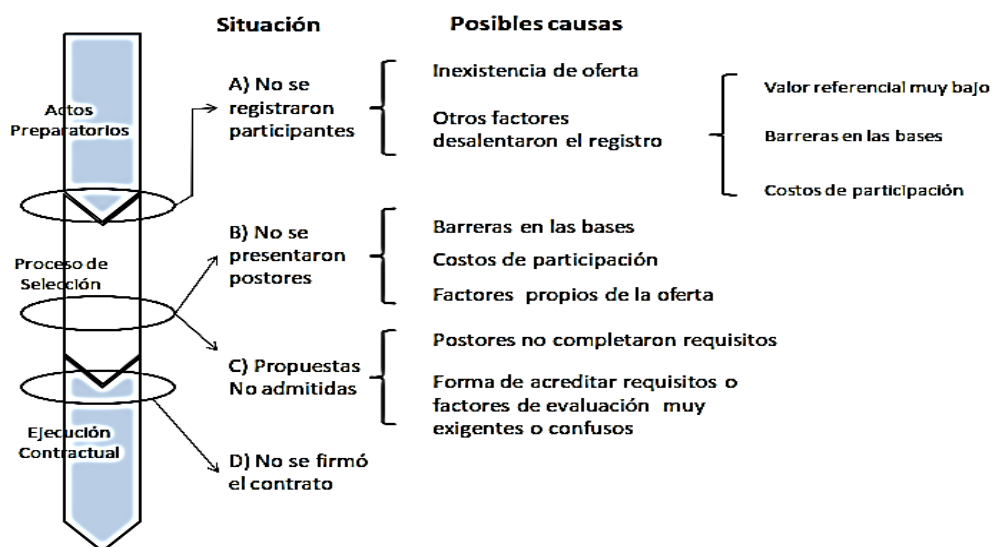 Situación
Posibles causas
Actos
Preparatorios
A) No se
registraron
participantes
Inexistencia de oferta
Otros factores
desalentaron el registro
Valor referencial muy bajo
Barreras en las bases
Costos de participación
Proceso de
Selección
B) No se
presentaron
postores
Barreras en las bases
Costos de participación
Factores propios de la oferta
C) Propuestas
No admitidas
Postores no completaron requisitos
Forma de acreditar requisitos o
factores de evaluación muy
exigentes o confusos
Ejecución
Contractual
D) No se firmó
el contrato